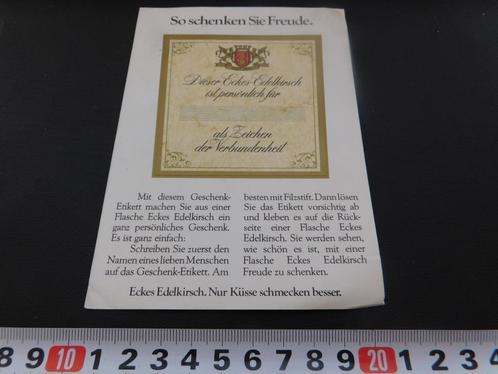 So schenken Sie Freude.
Dieser Eckes-Edelkirsch
ist persönlich für
als Zeichen
der Verbundenheit
Mit diesem Geschenk-
Etikett machen Sie aus einer
Flasche Eckes Edelkirsch ein
ganz persönliches Geschenk.
Es ist ganz einfach:
Schreiben Sie zuerst den
Namen eines lieben Menschen
auf das Geschenk-Etikett. Am
besten mit Filzstift. Dann lösen
Sie das Etikett vorsichtig ab
und kleben es auf die Rück-
seite einer Flasche Eckes
Edelkirsch. Sie werden sehen,
wie schön es ist, mit einer
Flasche Eckes Edelkirsch
Freude zu schenken.
Eckes Edelkirsch. Nur Küsse schmecken besser.
8 9 10 1 2 3 4 5 6 7 8 9 20 1 2 3 4